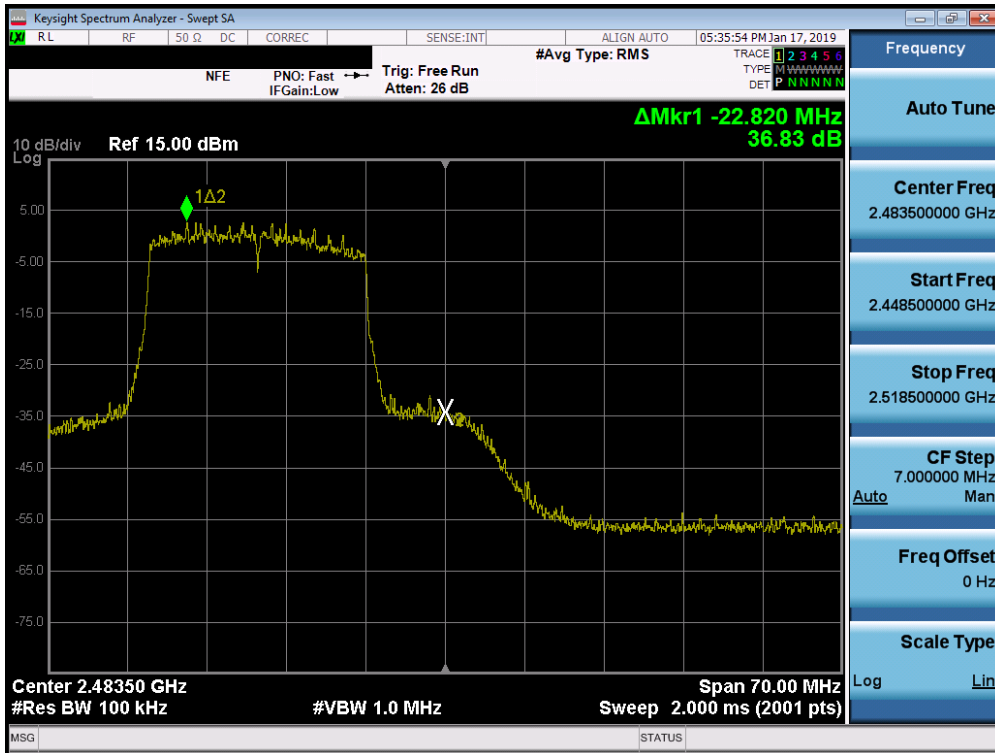 Keysight Spectrum Analyzer - Swept SA
LXI RL RF 50 Ω DC CORREC SENSE:INT ALIGN AUTO 05:35:54 PM Jan 17, 2019
Frequency
#Avg Type: RMS TRACE 1 2 3 4 5 6
NFE PNO: Fast Trig: Free Run TYPE M WWWWW
IFGain:Low Atten: 26 dB DET P N N N N N
Auto Tune
ΔMkr1 -22.820 MHz
36.83 dB
10 dB/div Ref 15.00 dBm
Log
1Δ2
5.00
-5.00
-15.0
-25.0
-35.0
X2
-45.0
-55.0
-65.0
-75.0
Center 2.48350 GHz Span 70.00 MHz
#Res BW 100 kHz #VBW 1.0 MHz Sweep 2.000 ms (2001 pts)
Center Freq
2.483500000 GHz
Start Freq
2.448500000 GHz
Stop Freq
2.518500000 GHz
CF Step
7.000000 MHz
Auto Man
Freq Offset
0 Hz
Scale Type
Log Lin
MSG STATUS